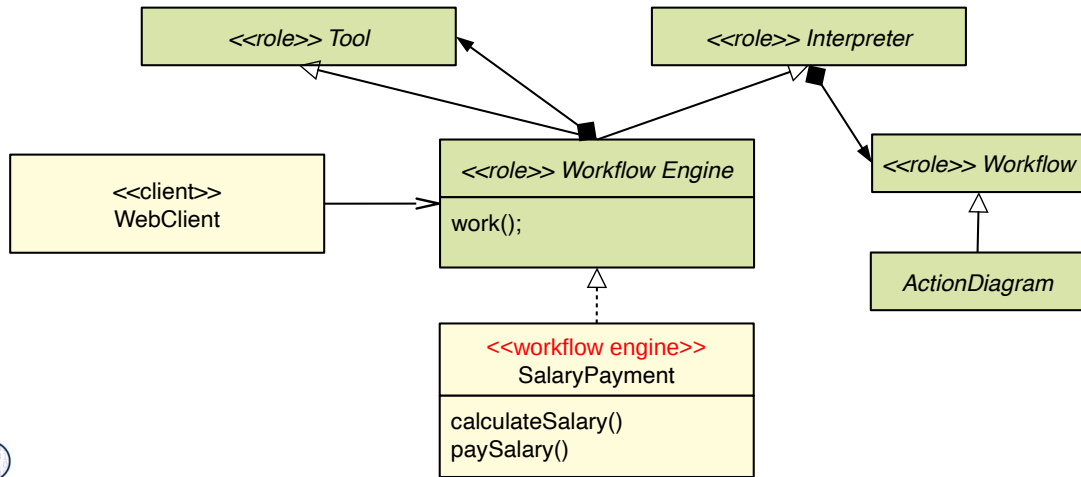 <<role>> Tool
<<role>> Interpreter
<<client>>
WebClient
<<role>> Workflow Engine
work();
<<role>> Workflow
ActionDiagram
<<workflow engine>>
SalaryPayment
calculateSalary()
paySalary()